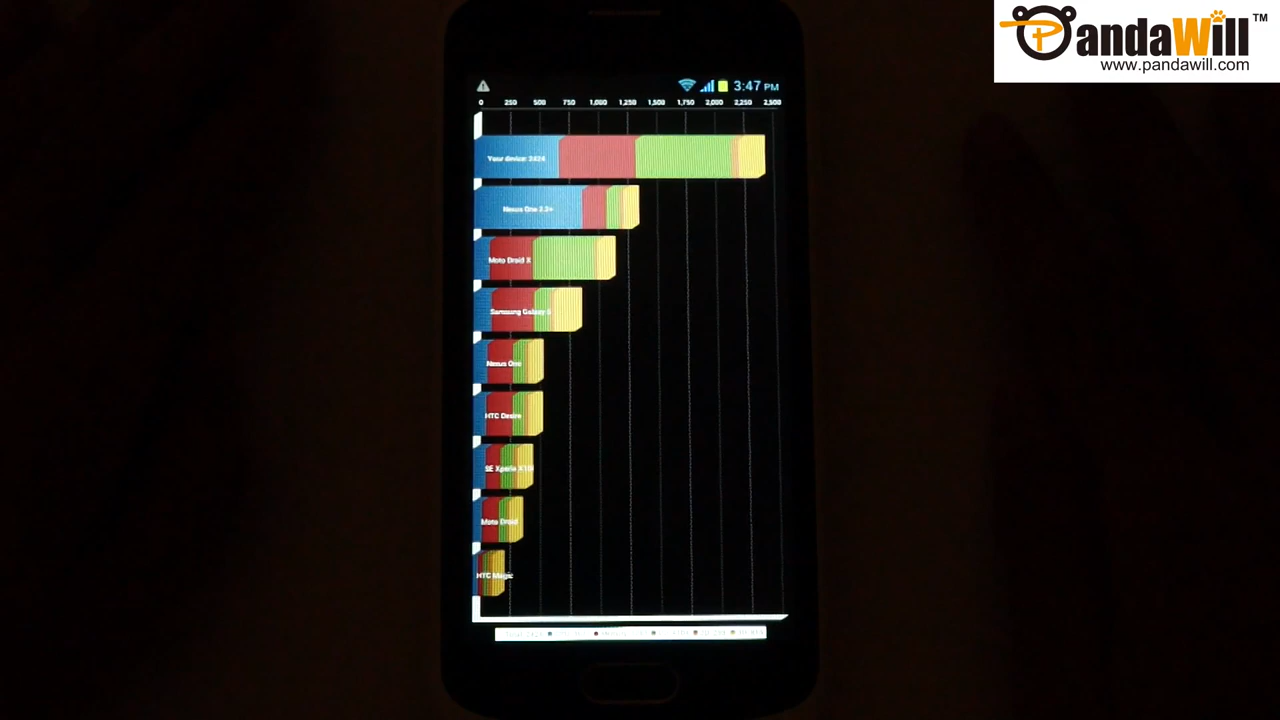 PandaWill™
www.pandawill.com
3:47 PM
0 250 500 750 1,000 1,250 1,500 1,750 2,000 2,250 2,500
Your device: 2424
Nexus One 2.2+
Moto Droid X
Samsung Galaxy S
Nexus One
HTC Desire
SE Xperia X10i
Moto Droid
HTC Magic